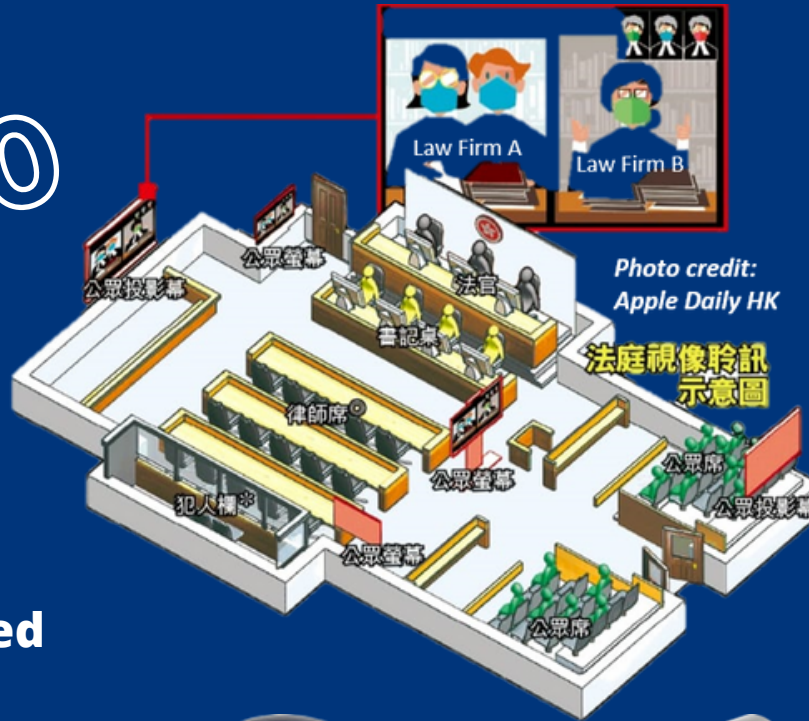 0
Law Firm A
Law Firm B
Photo credit:
Apple Daily HK
公眾螢幕
公眾投影幕
法官
書記桌
法庭視像聆訊
示意圖
律師席◎
公眾螢幕
公眾席
公眾投影幕
犯人欄*
公眾螢幕
公眾席
ed